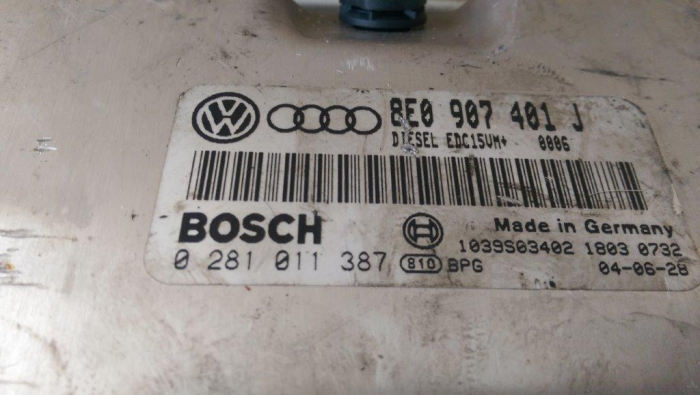 8E0 907 401 J
DIESEL EDC15VM+ 0006
BOSCH
Made in Germany
1039S03402 1803 0732
0 281 011 387
810 BPG
04-06-28